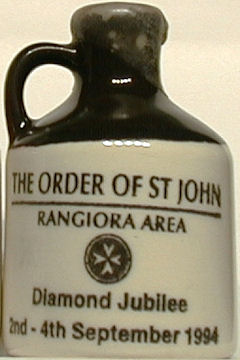 THE ORDER OF ST JOHN
RANGIORA AREA
Diamond Jubilee
2nd - 4th September 1994